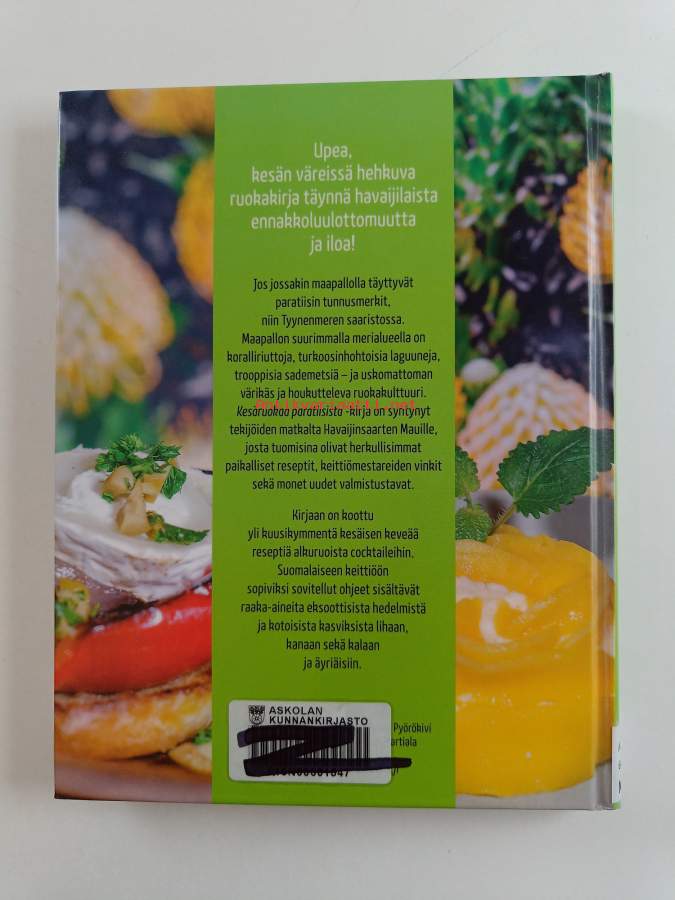 Upea,
kesän väreissä hehkuva
ruokakirja täynnä havaijilaista
ennakkoluulottomuutta
ja iloa!
Jos jossakin maapallolla täyttyvät
paratiisin tunnusmerkit,
niin Tyynenmeren saaristossa.
Maapallon suurimmalla merialueella on
koralliriuttoja, turkoosinhohtoisia laguuneja,
trooppisia sademetsiä – ja uskomattoman
värikäs ja houkutteleva ruokakulttuuri.
Kesäruokaa paratiisista -kirja on syntynyt
tekijöiden matkalta Havaijinsaarten Mauille,
josta tuomisina olivat herkullisimmat
paikalliset reseptit, keittiömestareiden vinkit
sekä monet uudet valmistustavat.
Kirjaan on koottu
yli kuusikymmentä kesäisen keveää
reseptiä alkuruoista cocktaileihin.
Suomalaiseen keittiöön
sopiviksi sovitellut ohjeet sisältävät
raaka-aineita eksoottisista hedelmistä
ja kotoisista kasviksista lihaan,
kanaan sekä kalaan
ja äyriäisiin.
ASKOLAN
KUNNANKIRJASTO
Pyörökivi